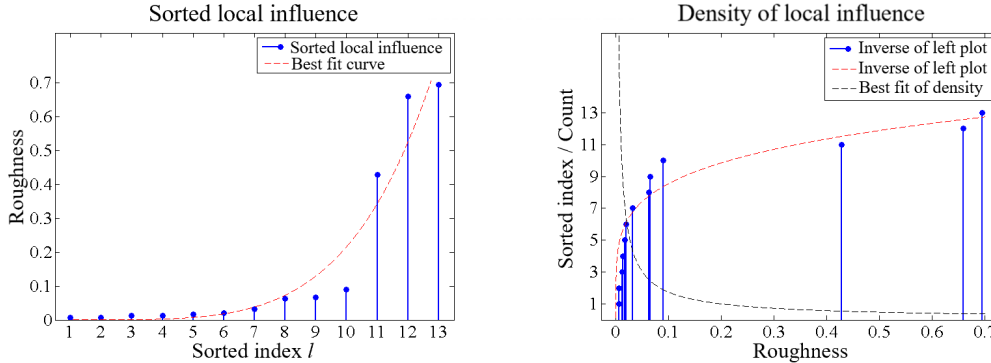 Sorted local influence
Sorted local influence
Best fit curve
Roughness
0.7
0.6
0.5
0.4
0.3
0.2
0.1
0
1 2 3 4 5 6 7 8 9 10 11 12 13
Sorted index l
Density of local influence
Inverse of left plot
Inverse of left plot
Best fit of density
Sorted index / Count
13
11
9
7
5
3
1
0 0.1 0.2 0.3 0.4 0.5 0.6 0.7
Roughness